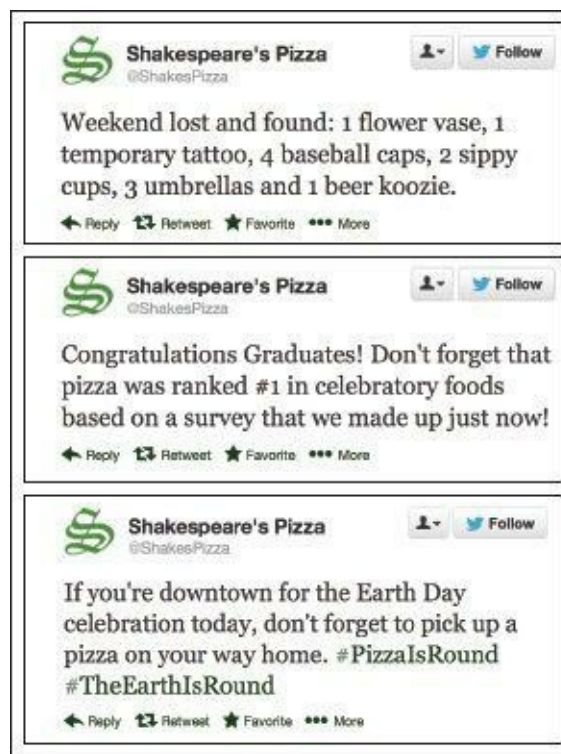 Shakespeare's Pizza
@ShakesPizza
Follow
Weekend lost and found: 1 flower vase, 1
temporary tattoo, 4 baseball caps, 2 sippy
cups, 3 umbrellas and 1 beer koozie.
Reply Retweet Favorite More
Shakespeare's Pizza
@ShakesPizza
Follow
Congratulations Graduates! Don't forget that
pizza was ranked #1 in celebratory foods
based on a survey that we made up just now!
Reply Retweet Favorite More
Shakespeare's Pizza
@ShakesPizza
Follow
If you're downtown for the Earth Day
celebration today, don't forget to pick up a
pizza on your way home. #PizzaIsRound
#TheEarthIsRound
Reply Retweet Favorite More